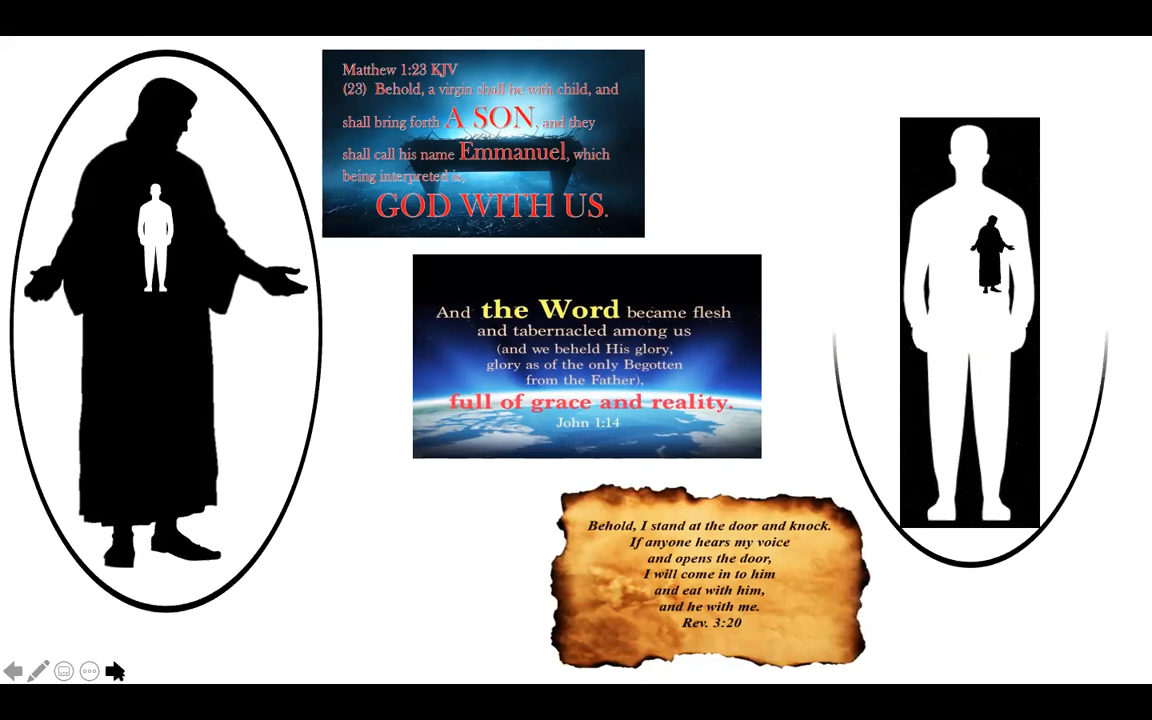 Matthew 1:23 KJV
(23) Behold, a virgin shall be with child, and
shall bring forth A SON, and they
shall call his name Emmanuel, which
being interpreted is,
GOD WITH US.
And the Word became flesh
and tabernacled among us
(and we beheld His glory,
glory as of the only Begotten
from the Father),
full of grace and reality.
John 1:14
Behold, I stand at the door and knock.
If anyone hears my voice
and opens the door,
I will come in to him
and eat with him,
and he with me.
Rev. 3:20